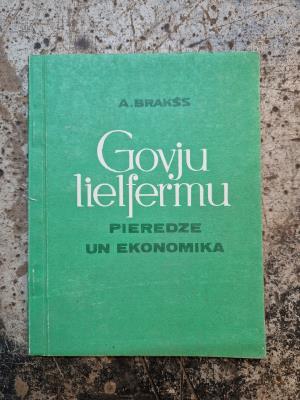 A. BRAKŠS
Govju
lielfermu
PIEREDZE
UN EKONOMIKA